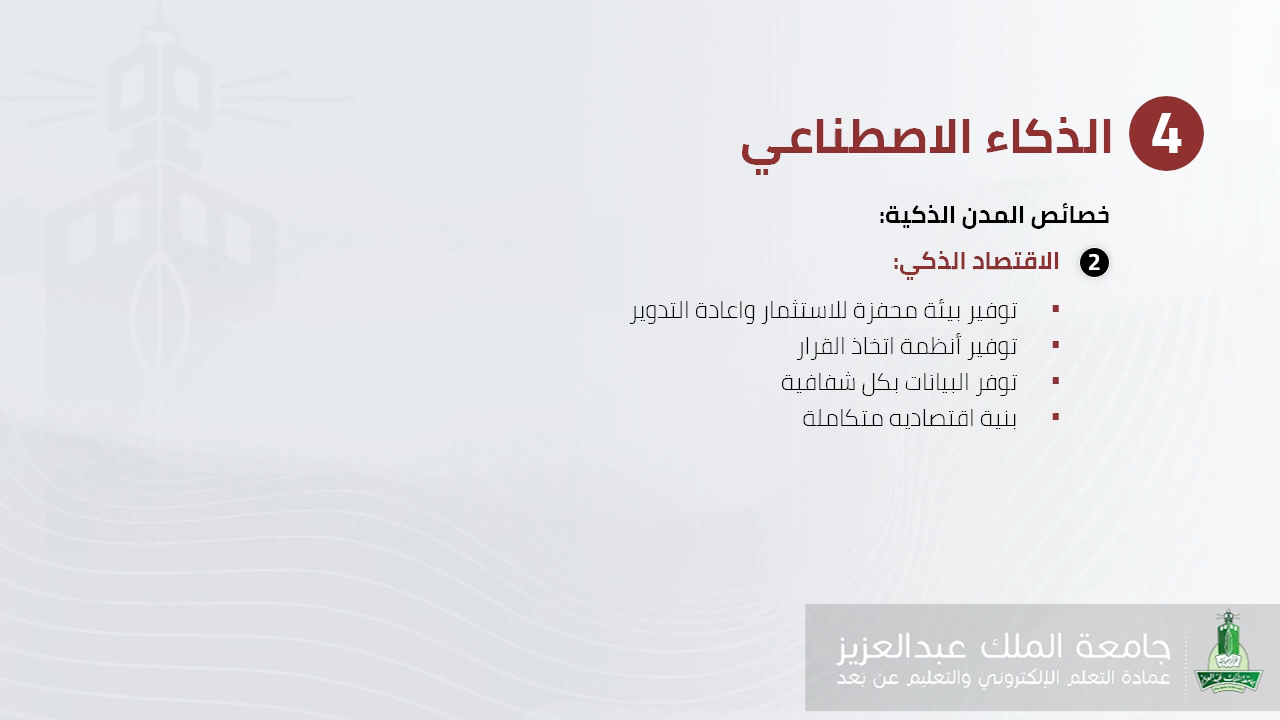 4 الذكاء الاصطناعي
خصائص المدن الذكية:
2 الاقتصاد الذكي:
▪ توفير بيئة محفزة للاستثمار واعادة التدوير
▪ توفير أنظمة اتخاذ القرار
▪ توفر البيانات بكل شفافية
▪ بنية اقتصاديه متكاملة
جامعة الملك عبدالعزيز
عمادة التعلم الإلكتروني والتعليم عن بعد